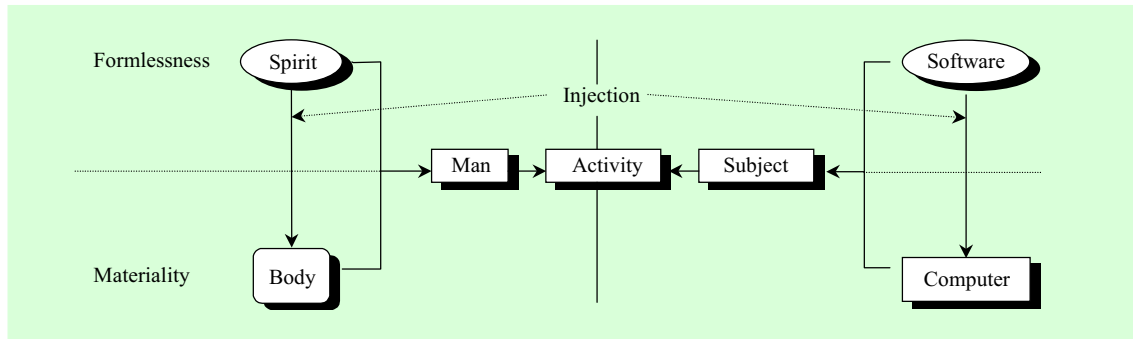 Formlessness
Spirit
Software
Injection
Man
Activity
Subject
Materiality
Body
Computer